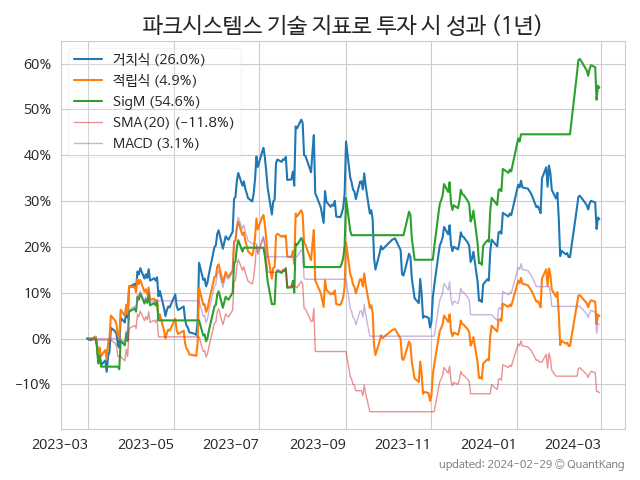 파크시스템스 기술 지표로 투자 시 성과 (1년)
거치식 (26.0%)
적립식 (4.9%)
SigM (54.6%)
SMA(20) (−11.8%)
MACD (3.1%)
60%
50%
40%
30%
20%
10%
0%
−10%
2023−03 2023−05 2023−07 2023−09 2023−11 2024−01 2024−03
updated: 2024−02−29 © QuantKang